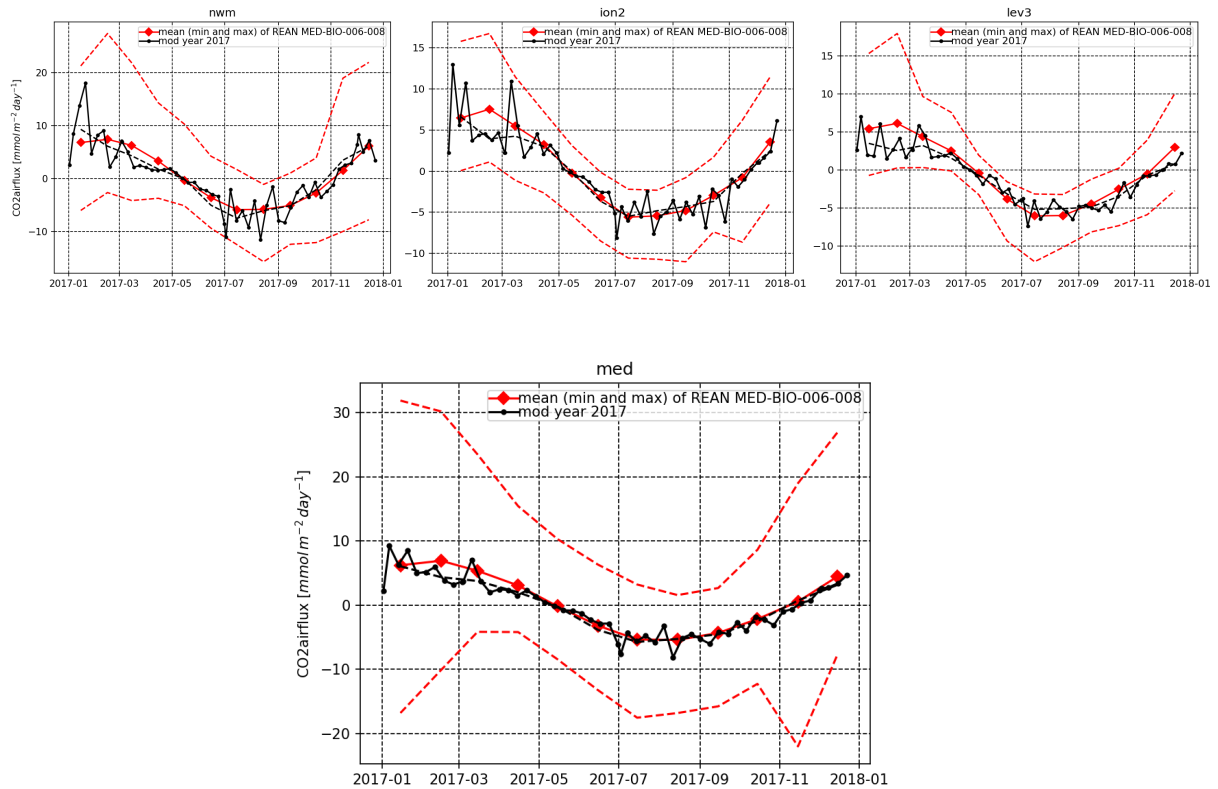 nwm
mean (min and max) of REAN MED-BIO-006-008
mod year 2017
CO2airflux [mmol m⁻² day⁻¹]
20
10
0
−10
2017-01 2017-03 2017-05 2017-07 2017-09 2017-11 2018-01
ion2
mean (min and max) of REAN MED-BIO-006-008
mod year 2017
15
10
5
0
−5
−10
2017-01 2017-03 2017-05 2017-07 2017-09 2017-11 2018-01
lev3
mean (min and max) of REAN MED-BIO-006-008
mod year 2017
15
10
5
0
−5
−10
2017-01 2017-03 2017-05 2017-07 2017-09 2017-11 2018-01
med
mean (min and max) of REAN MED-BIO-006-008
mod year 2017
CO2airflux [mmol m⁻² day⁻¹]
30
20
10
0
−10
−20
2017-01 2017-03 2017-05 2017-07 2017-09 2017-11 2018-01